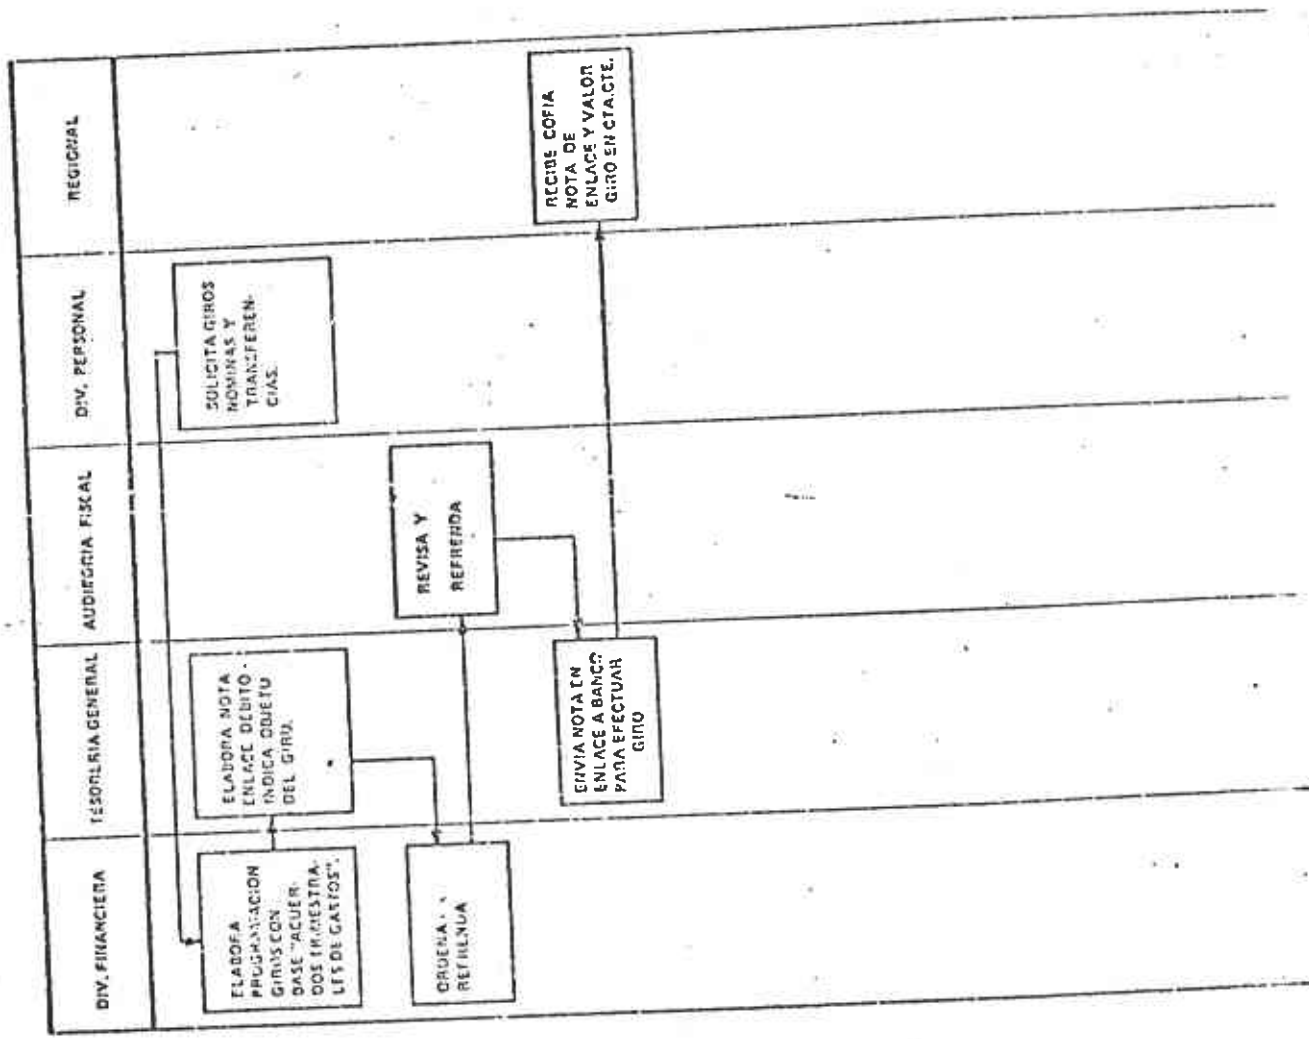 DIV. FINANCIERA
TESORERIA GENERAL
AUDITORIA FISCAL
DIV. PERSONAL
REGIONAL
SOLICITA GIROS
NOMINAS Y
TRANSFEREN-
CIAS.
ELABORA
PROGRAMACION
GIROS CON
BASE "ACUER-
DOS TRIMESTRA-
LES DE GASTOS".
ELABORA NOTA
ENLACE DEBITO -
INDICA OBJETO
DEL GIRO.
ORDENA
REFRENDA
REVISA Y
REFRENDA
ENVIA NOTA EN
ENLACE A BANCO
PARA EFECTUAR
GIRO
RECIBE COPIA
NOTA DE
ENLACE Y VALOR
GIRO EN CTA.CTE.